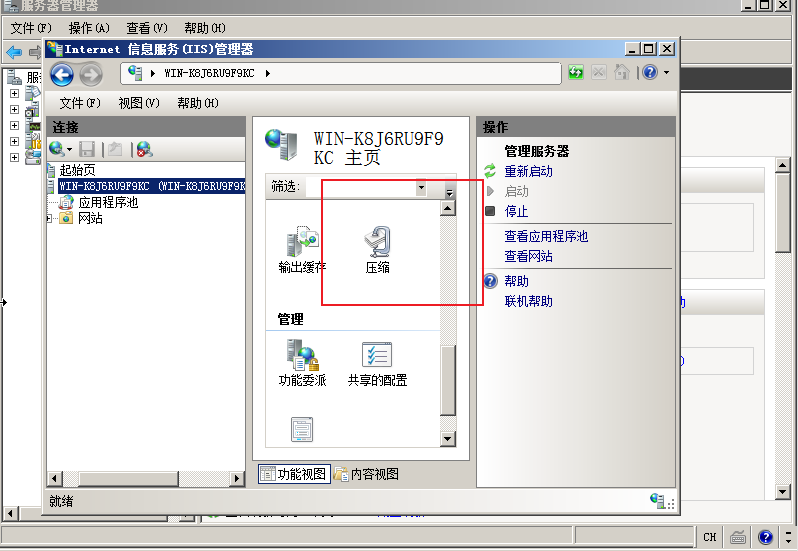 服务器管理器
文件(F) 操作(A) 查看(V) 帮助(H)
Internet 信息服务(IIS)管理器
WIN-K8J6RU9F9KC
文件(F) 视图(V) 帮助(H)
连接
起始页
WIN-K8J6RU9F9KC (WIN-K8J6RU9F9K
应用程序池
网站
WIN-K8J6RU9F9
KC 主页
筛选:
输出缓存
压缩
管理
功能委派
共享的配置
功能视图
内容视图
操作
管理服务器
重新启动
启动
停止
查看应用程序池
查看网站
帮助
联机帮助
就绪
CH